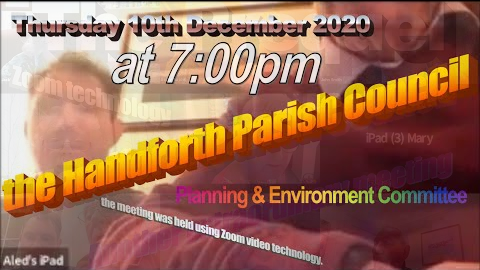 Thursday 10th December 2020
at 7:00pm
the Handforth Parish Council
iPad (3) Mary
Planning & Environment Committee
the meeting was held using Zoom video technology.
Aled's iPad